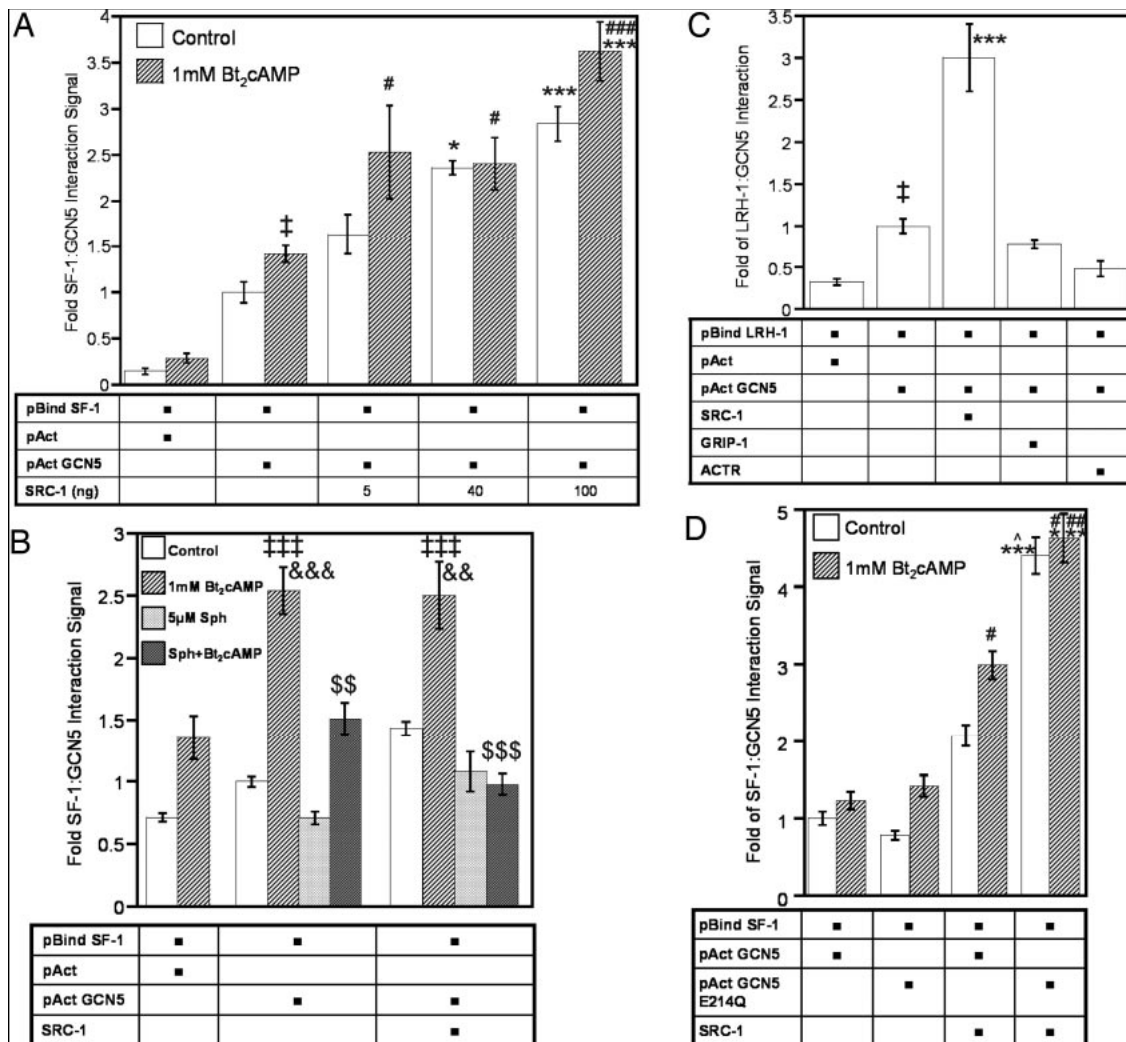 A
Fold SF-1:GCN5 Interaction Signal
4
3.5
3
2.5
2
1.5
1
0.5
0
Control
1mM Bt₂cAMP
‡
#
*
#
***
###
***
pBind SF-1 ■ ■ ■ ■ ■
pAct ■
pAct GCN5 ■ ■ ■ ■
SRC-1 (ng) 5 40 100
B
Fold SF-1:GCN5 Interaction Signal
3
2.5
2
1.5
1
0.5
0
Control
1mM Bt₂cAMP
5µM Sph
Sph+Bt₂cAMP
‡‡‡
&&&
$$
‡‡‡
&&
$$$
pBind SF-1 ■ ■ ■
pAct ■
pAct GCN5 ■ ■
SRC-1 ■
C
Fold of LRH-1:GCN5 Interaction
3.5
3
2.5
2
1.5
1
0.5
0
‡
***
pBind LRH-1 ■ ■ ■ ■ ■
pAct ■
pAct GCN5 ■ ■ ■ ■
SRC-1 ■
GRIP-1 ■
ACTR ■
D
Fold of SF-1:GCN5 Interaction Signal
5
4
3
2
1
0
Control
1mM Bt₂cAMP
#
^
***
###
***
pBind SF-1 ■ ■ ■ ■
pAct GCN5 ■ ■
pAct GCN5
E214Q ■ ■
SRC-1 ■ ■